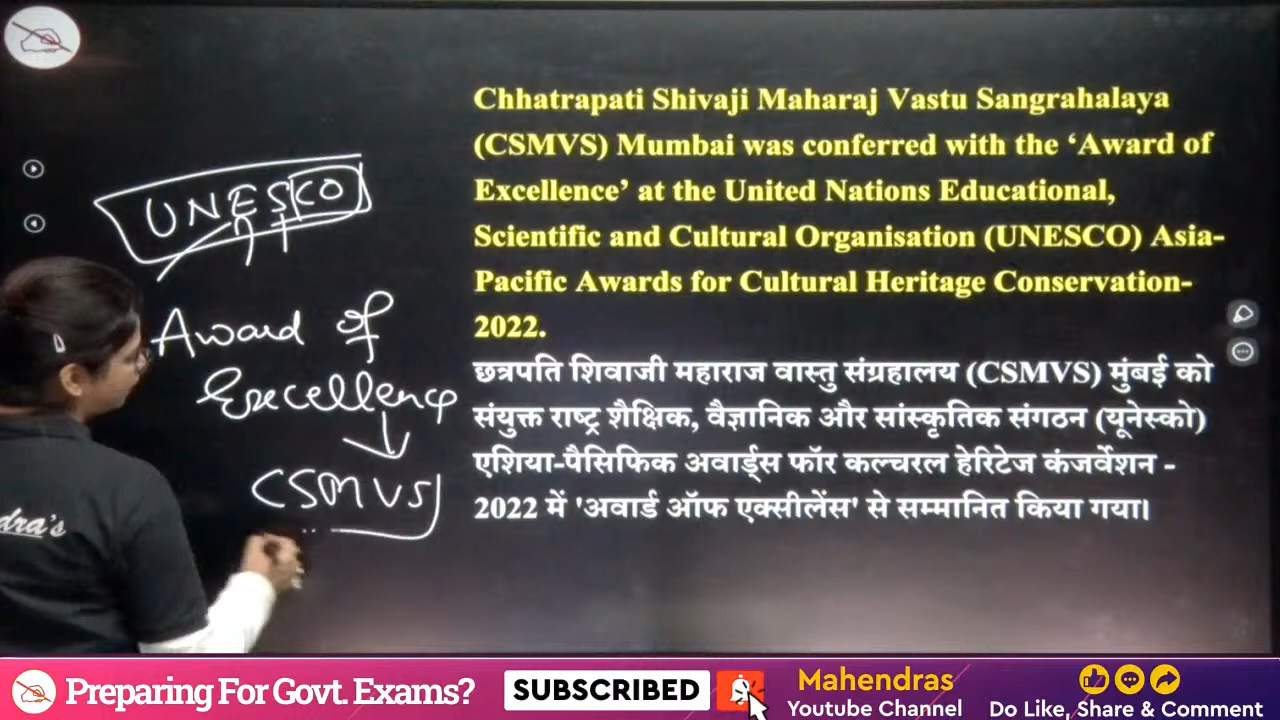 UNESCO
Award of
Excellence
CSMVS
Chhatrapati Shivaji Maharaj Vastu Sangrahalaya
(CSMVS) Mumbai was conferred with the ‘Award of
Excellence’ at the United Nations Educational,
Scientific and Cultural Organisation (UNESCO) Asia-
Pacific Awards for Cultural Heritage Conservation-
2022.
छत्रपति शिवाजी महाराज वास्तु संग्रहालय (CSMVS) मुंबई को
संयुक्त राष्ट्र शैक्षिक, वैज्ञानिक और सांस्कृतिक संगठन (यूनेस्को)
एशिया-पैसिफिक अवार्ड्स फॉर कल्चरल हेरिटेज कंजर्वेशन -
2022 में 'अवार्ड ऑफ एक्सीलेंस' से सम्मानित किया गया।
dra's
Preparing For Govt. Exams?
SUBSCRIBED
Mahendras
Youtube Channel
Do Like, Share & Comment